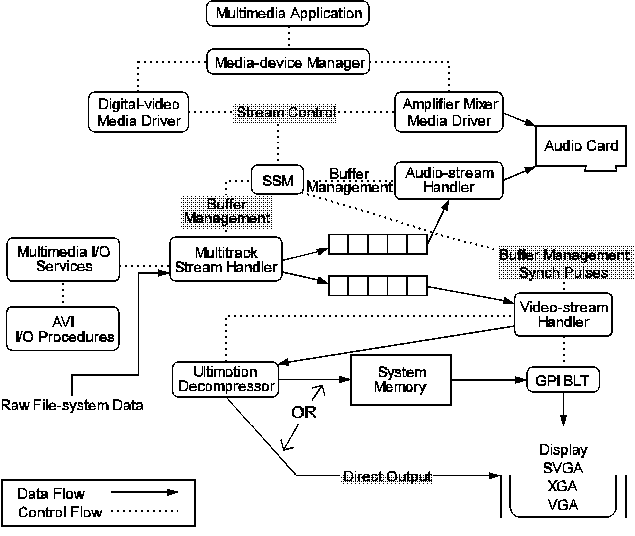 Multimedia Application
Media-device Manager
Digital-video
Media Driver
Stream Control
Amplifier Mixer
Media Driver
Audio Card
SSM
Buffer
Management
Audio-stream
Handler
Buffer
Management
Multimedia I/O
Services
Multitrack
Stream Handler
Buffer Management
Synch Pulses
AVI
I/O Procedures
Video-stream
Handler
Ultimotion
Decompressor
System
Memory
GPI BLT
Raw File-system Data
OR
Direct Output
Display
SVGA
XGA
VGA
Data Flow
Control Flow